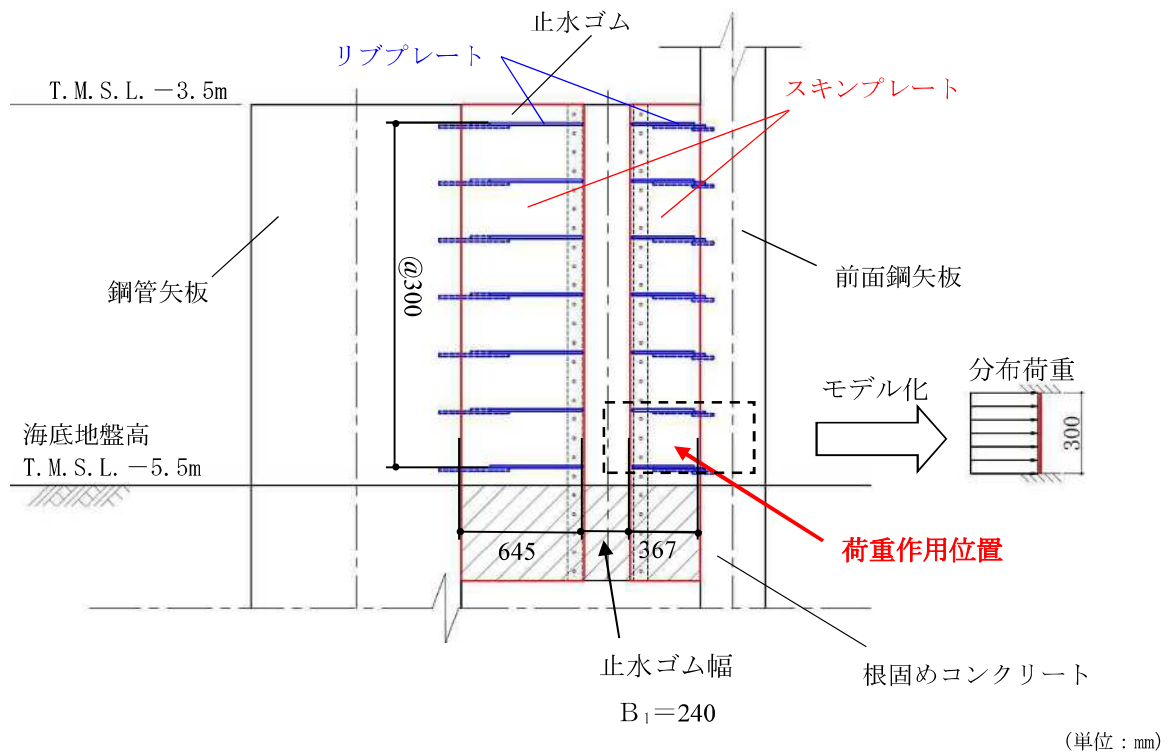 止水ゴム
リブプレート
T.M.S.L.－3.5m
スキンプレート
@300
鋼管矢板
前面鋼矢板
分布荷重
モデル化
300
海底地盤高
T.M.S.L.－5.5m
荷重作用位置
645
367
止水ゴム幅
B₁＝240
根固めコンクリート
(単位：mm)